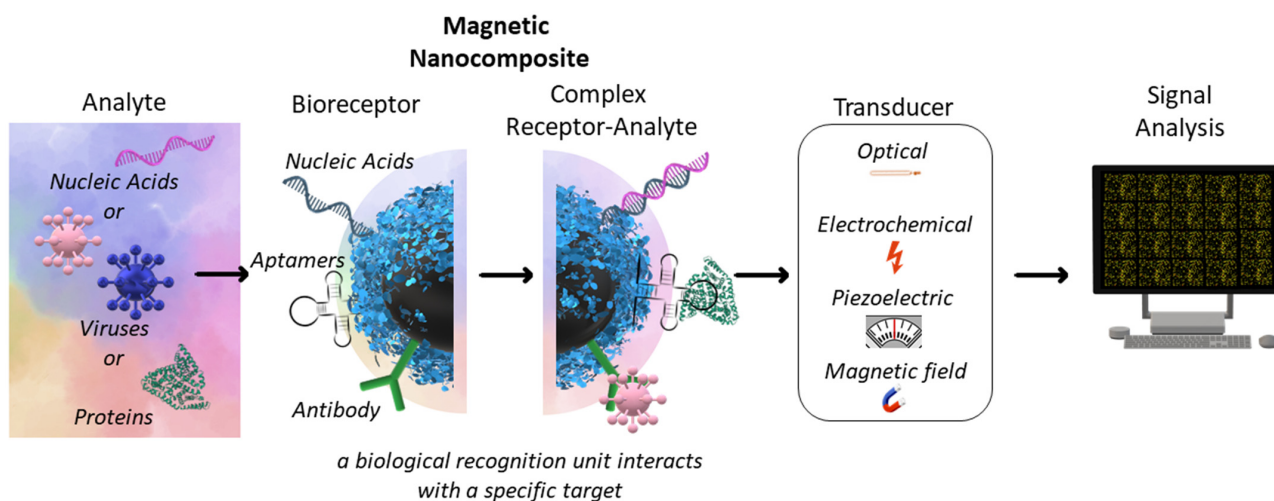 Magnetic
Nanocomposite
Analyte
Nucleic Acids
or
Viruses
or
Proteins
Bioreceptor
Nucleic Acids
Aptamers
Antibody
Complex
Receptor-Analyte
a biological recognition unit interacts
with a specific target
Transducer
Optical
Electrochemical
Piezoelectric
Magnetic field
Signal
Analysis